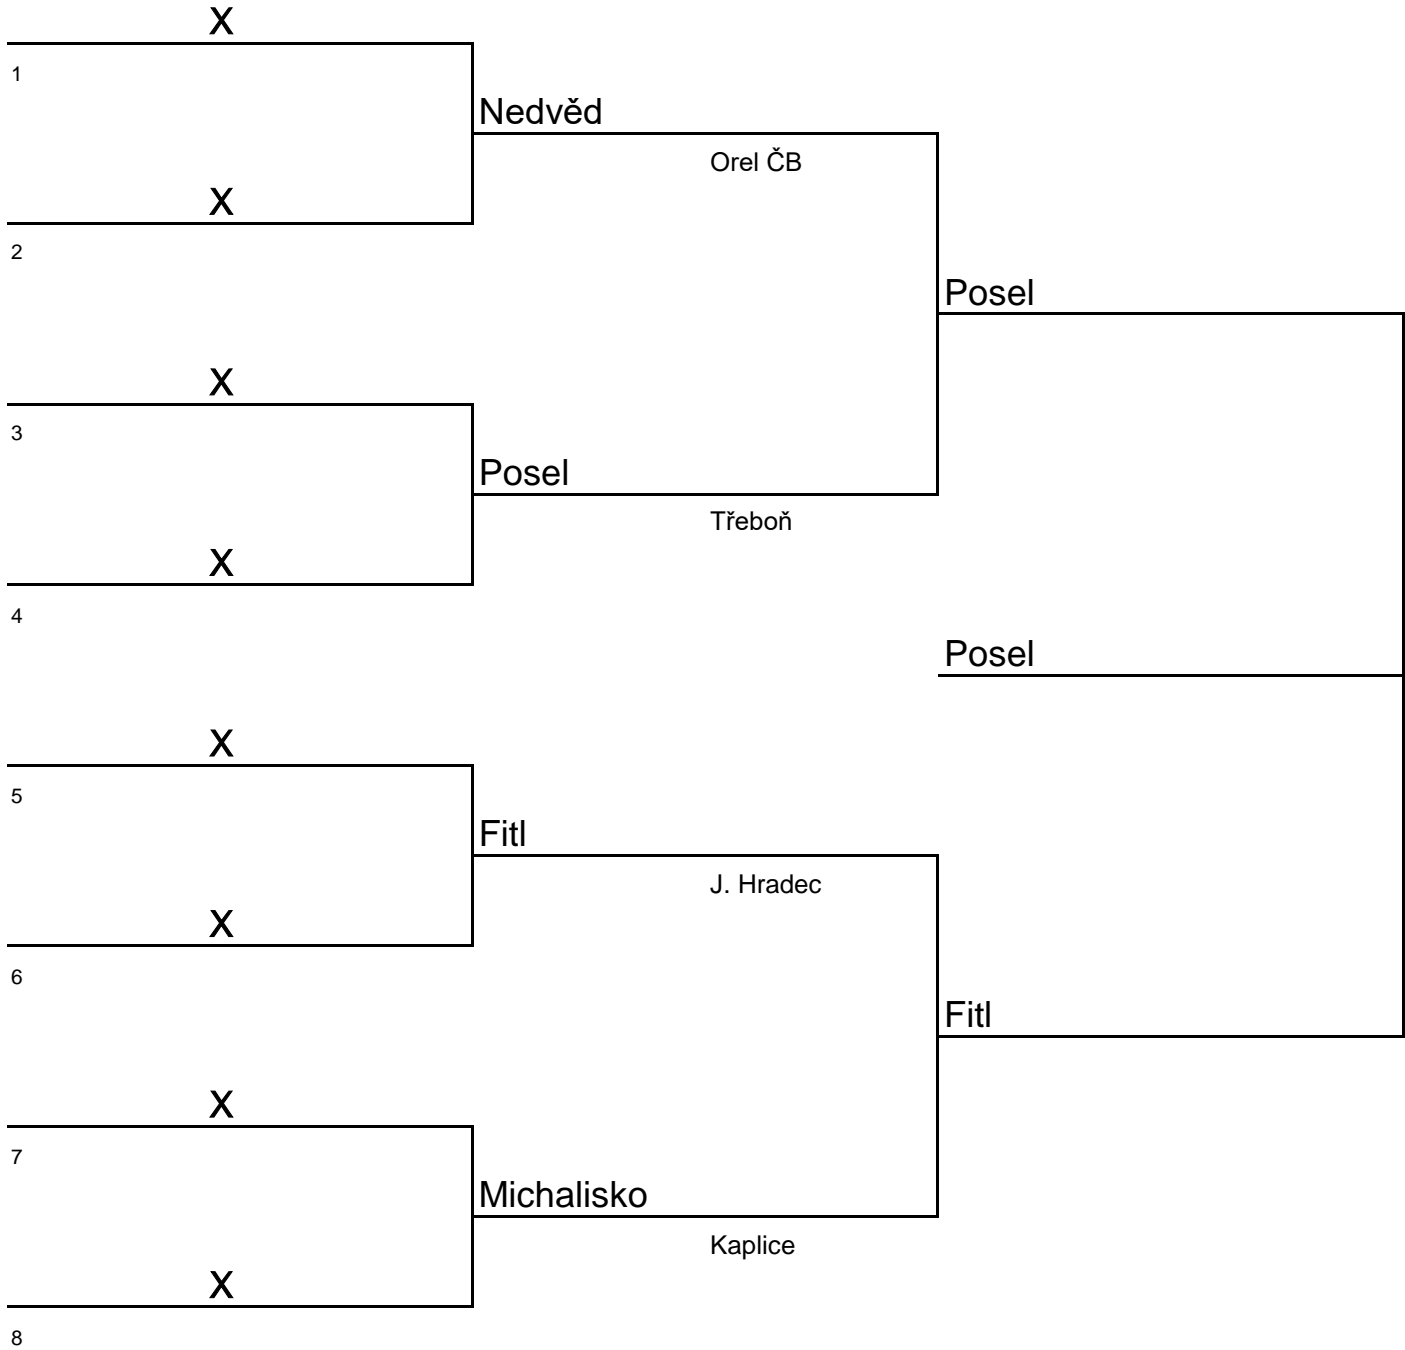 X
1
Nedvěd
Orel ČB
X
2
Posel
X
3
Posel
Třeboň
X
4
Posel
X
5
Fitl
J. Hradec
X
6
Fitl
X
7
Michalisko
Kaplice
X
8